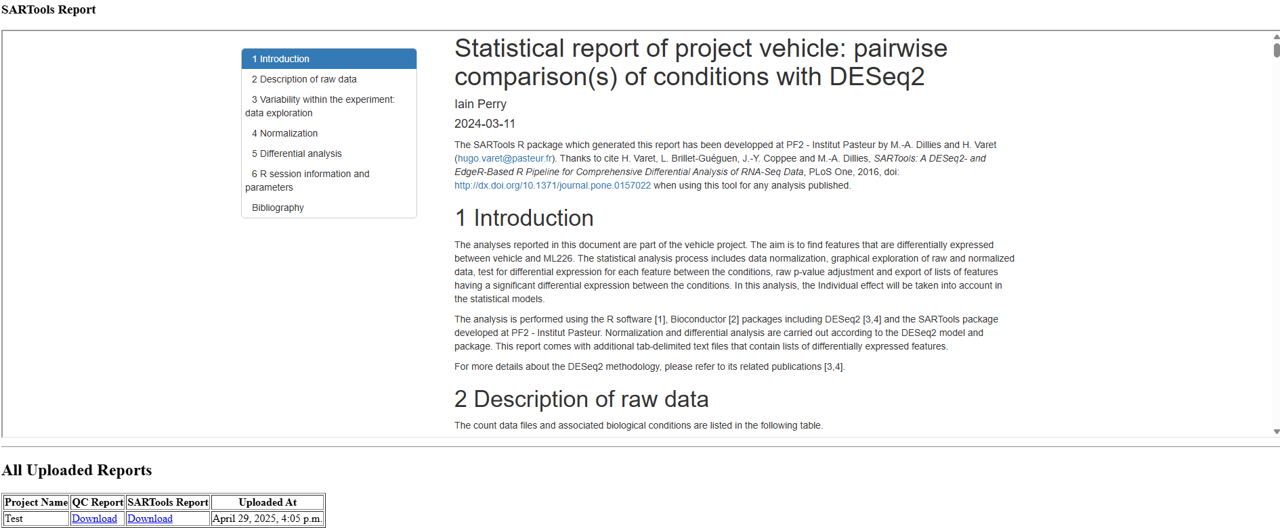 SARTools Report
1 Introduction
2 Description of raw data
3 Variability within the experiment:
data exploration
4 Normalization
5 Differential analysis
6 R session information and
parameters
Bibliography
Statistical report of project vehicle: pairwise
comparison(s) of conditions with DESeq2
Iain Perry
2024-03-11
The SARTools R package which generated this report has been developped at PF2 - Institut Pasteur by M.-A. Dillies and H. Varet
(hugo.varet@pasteur.fr). Thanks to cite H. Varet, L. Brillet-Guéguen, J.-Y. Coppee and M.-A. Dillies, SARTools: A DESeq2- and
EdgeR-Based R Pipeline for Comprehensive Differential Analysis of RNA-Seq Data, PLoS One, 2016, doi:
http://dx.doi.org/10.1371/journal.pone.0157022 when using this tool for any analysis published.
1 Introduction
The analyses reported in this document are part of the vehicle project. The aim is to find features that are differentially expressed
between vehicle and ML226. The statistical analysis process includes data normalization, graphical exploration of raw and normalized
data, test for differential expression for each feature between the conditions, raw p-value adjustment and export of lists of features
having a significant differential expression between the conditions. In this analysis, the Individual effect will be taken into account in
the statistical models.
The analysis is performed using the R software [1], Bioconductor [2] packages including DESeq2 [3,4] and the SARTools package
developed at PF2 - Institut Pasteur. Normalization and differential analysis are carried out according to the DESeq2 model and
package. This report comes with additional tab-delimited text files that contain lists of differentially expressed features.
For more details about the DESeq2 methodology, please refer to its related publications [3,4].
2 Description of raw data
The count data files and associated biological conditions are listed in the following table.
All Uploaded Reports
Project Name QC Report SARTools Report Uploaded At
Test Download Download April 29, 2025, 4:05 p.m.